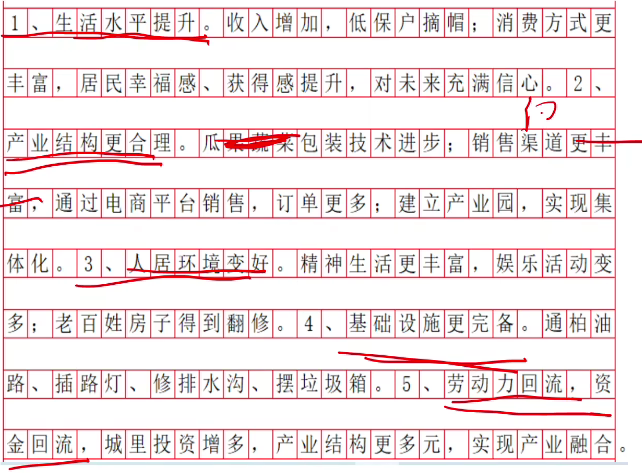 1、生活水平提升。收入增加，低保户摘帽；消费方式更
丰富，居民幸福感、获得感提升，对未来充满信心。2、
产业结构更合理。瓜果蔬菜包装技术进步；销售渠道更丰
富，通过电商平台销售，订单更多；建立产业园，实现集
体化。3、人居环境变好。精神生活更丰富，娱乐活动变
多；老百姓房子得到翻修。4、基础设施更完备。通柏油
路、插路灯、修排水沟、摆垃圾箱。5、劳动力回流，资
金回流，城里投资增多，产业结构更多元，实现产业融合。